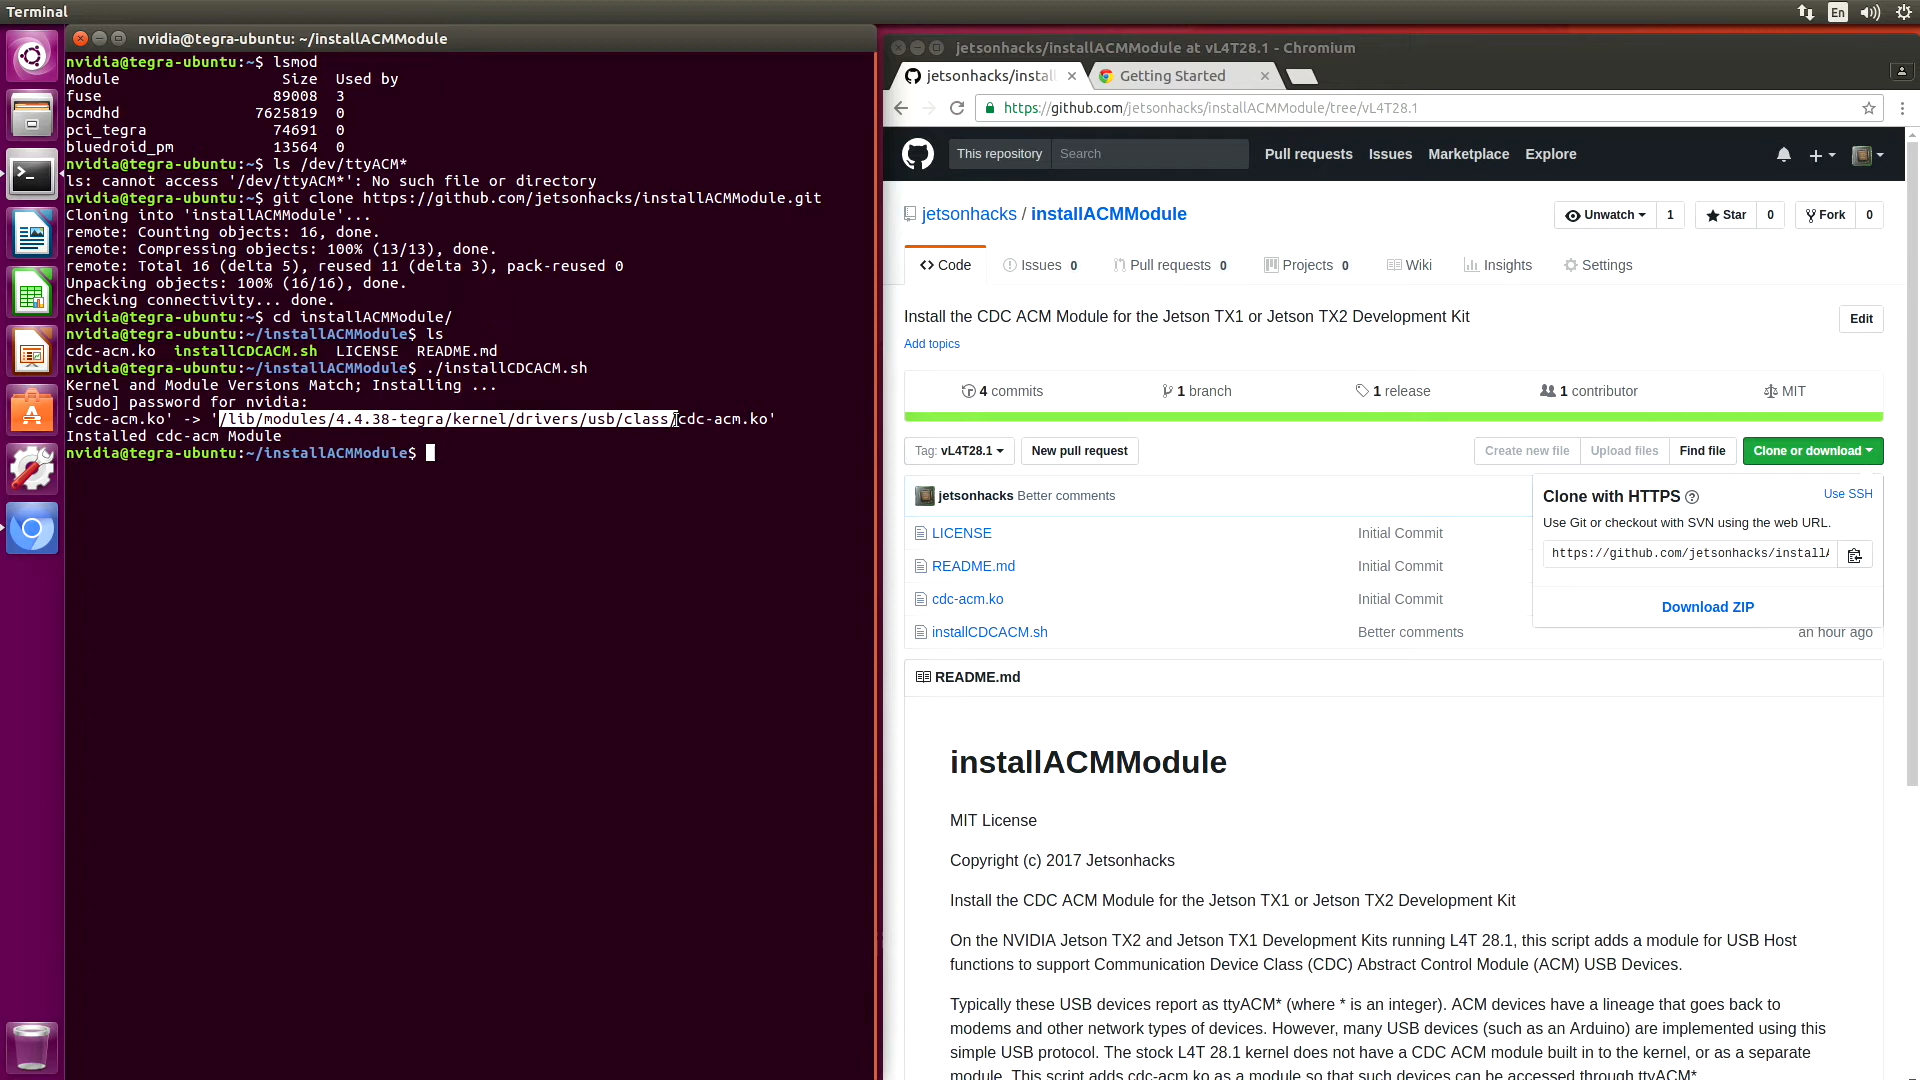 Terminal
En
nvidia@tegra-ubuntu: ~/installACMModule
nvidia@tegra-ubuntu:~$ lsmod
Module                  Size  Used by
fuse                   89008  3
bcmdhd               7625819  0
pci_tegra              74691  0
bluedroid_pm           13564  0
nvidia@tegra-ubuntu:~$ ls /dev/ttyACM*
ls: cannot access '/dev/ttyACM*': No such file or directory
nvidia@tegra-ubuntu:~$ git clone https://github.com/jetsonhacks/installACMModule.git
Cloning into 'installACMModule'...
remote: Counting objects: 16, done.
remote: Compressing objects: 100% (13/13), done.
remote: Total 16 (delta 5), reused 11 (delta 3), pack-reused 0
Unpacking objects: 100% (16/16), done.
Checking connectivity... done.
nvidia@tegra-ubuntu:~$ cd installACMModule/
nvidia@tegra-ubuntu:~/installACMModule$ ls
cdc-acm.ko  installCDCACM.sh  LICENSE  README.md
nvidia@tegra-ubuntu:~/installACMModule$ ./installCDCACM.sh
Kernel and Module Versions Match; Installing ...
[sudo] password for nvidia:
'cdc-acm.ko' -> '/lib/modules/4.4.38-tegra/kernel/drivers/usb/class/cdc-acm.ko'
Installed cdc-acm Module
nvidia@tegra-ubuntu:~/installACMModule$
jetsonhacks/installACMModule at vL4T28.1 - Chromium
jetsonhacks/instal
Getting Started
https://github.com/jetsonhacks/installACMModule/tree/vL4T28.1
This repository Search Pull requests Issues Marketplace Explore
jetsonhacks / installACMModule
Unwatch 1 Star 0 Fork 0
Code Issues 0 Pull requests 0 Projects 0 Wiki Insights Settings
Install the CDC ACM Module for the Jetson TX1 or Jetson TX2 Development Kit
Edit
Add topics
4 commits 1 branch 1 release 1 contributor MIT
Tag: vL4T28.1 New pull request Create new file Upload files Find file Clone or download
jetsonhacks Better comments
LICENSE Initial Commit
README.md Initial Commit
cdc-acm.ko Initial Commit
installCDCACM.sh Better comments an hour ago
Clone with HTTPS
Use SSH
Use Git or checkout with SVN using the web URL.
https://github.com/jetsonhacks/installA
Download ZIP
README.md
installACMModule
MIT License
Copyright (c) 2017 Jetsonhacks
Install the CDC ACM Module for the Jetson TX1 or Jetson TX2 Development Kit
On the NVIDIA Jetson TX2 and Jetson TX1 Development Kits running L4T 28.1, this script adds a module for USB Host
functions to support Communication Device Class (CDC) Abstract Control Module (ACM) USB Devices.
Typically these USB devices report as ttyACM* (where * is an integer). ACM devices have a lineage that goes back to
modems and other network types of devices. However, many USB devices (such as an Arduino) are implemented using this
simple USB protocol. The stock L4T 28.1 kernel does not have a CDC ACM module built in to the kernel, or as a separate
module. This script adds cdc-acm.ko as a module so that such devices can be accessed through ttyACM*